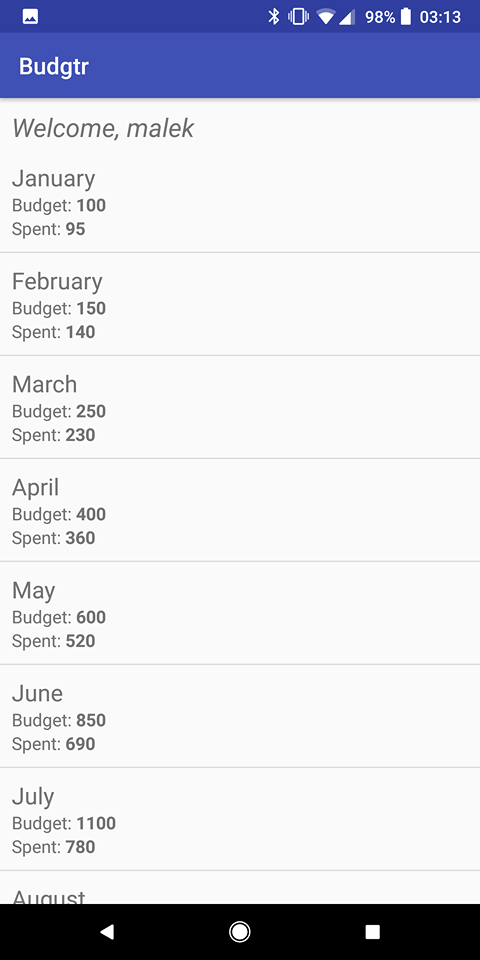 98% 03:13
Budgtr
Welcome, malek
January
Budget: 100
Spent: 95
February
Budget: 150
Spent: 140
March
Budget: 250
Spent: 230
April
Budget: 400
Spent: 360
May
Budget: 600
Spent: 520
June
Budget: 850
Spent: 690
July
Budget: 1100
Spent: 780
August